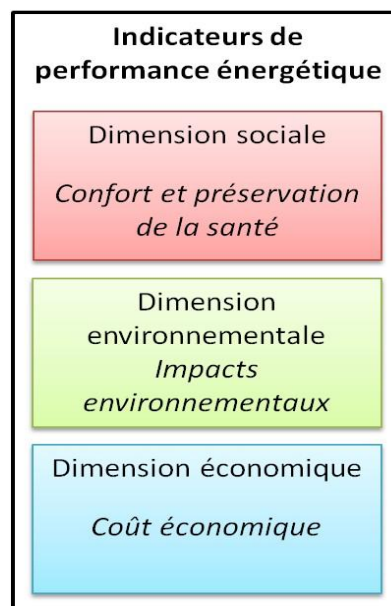 Indicateurs de
performance énergétique
Dimension sociale
Confort et préservation
de la santé
Dimension
environnementale
Impacts
environnementaux
Dimension économique
Coût économique